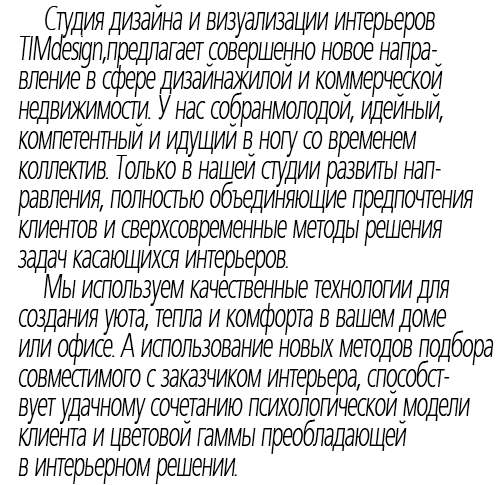 Студия дизайна и визуализации интерьеров
TIMdesign,предлагает совершенно новое напра-
вление в сфере дизайнажилой и коммерческой
недвижимости. У нас собранмолодой, идейный,
компетентный и идущий в ногу со временем
коллектив. Только в нашей студии развиты нап-
равления, полностью объединяющие предпочтения
клиентов и сверхсовременные методы решения
задач касающихся интерьеров.
Мы используем качественные технологии для
создания уюта, тепла и комфорта в вашем доме
или офисе. А использование новых методов подбора
совместимого с заказчиком интерьера, способст-
вует удачному сочетанию психологической модели
клиента и цветовой гаммы преобладающей
в интерьерном решении.